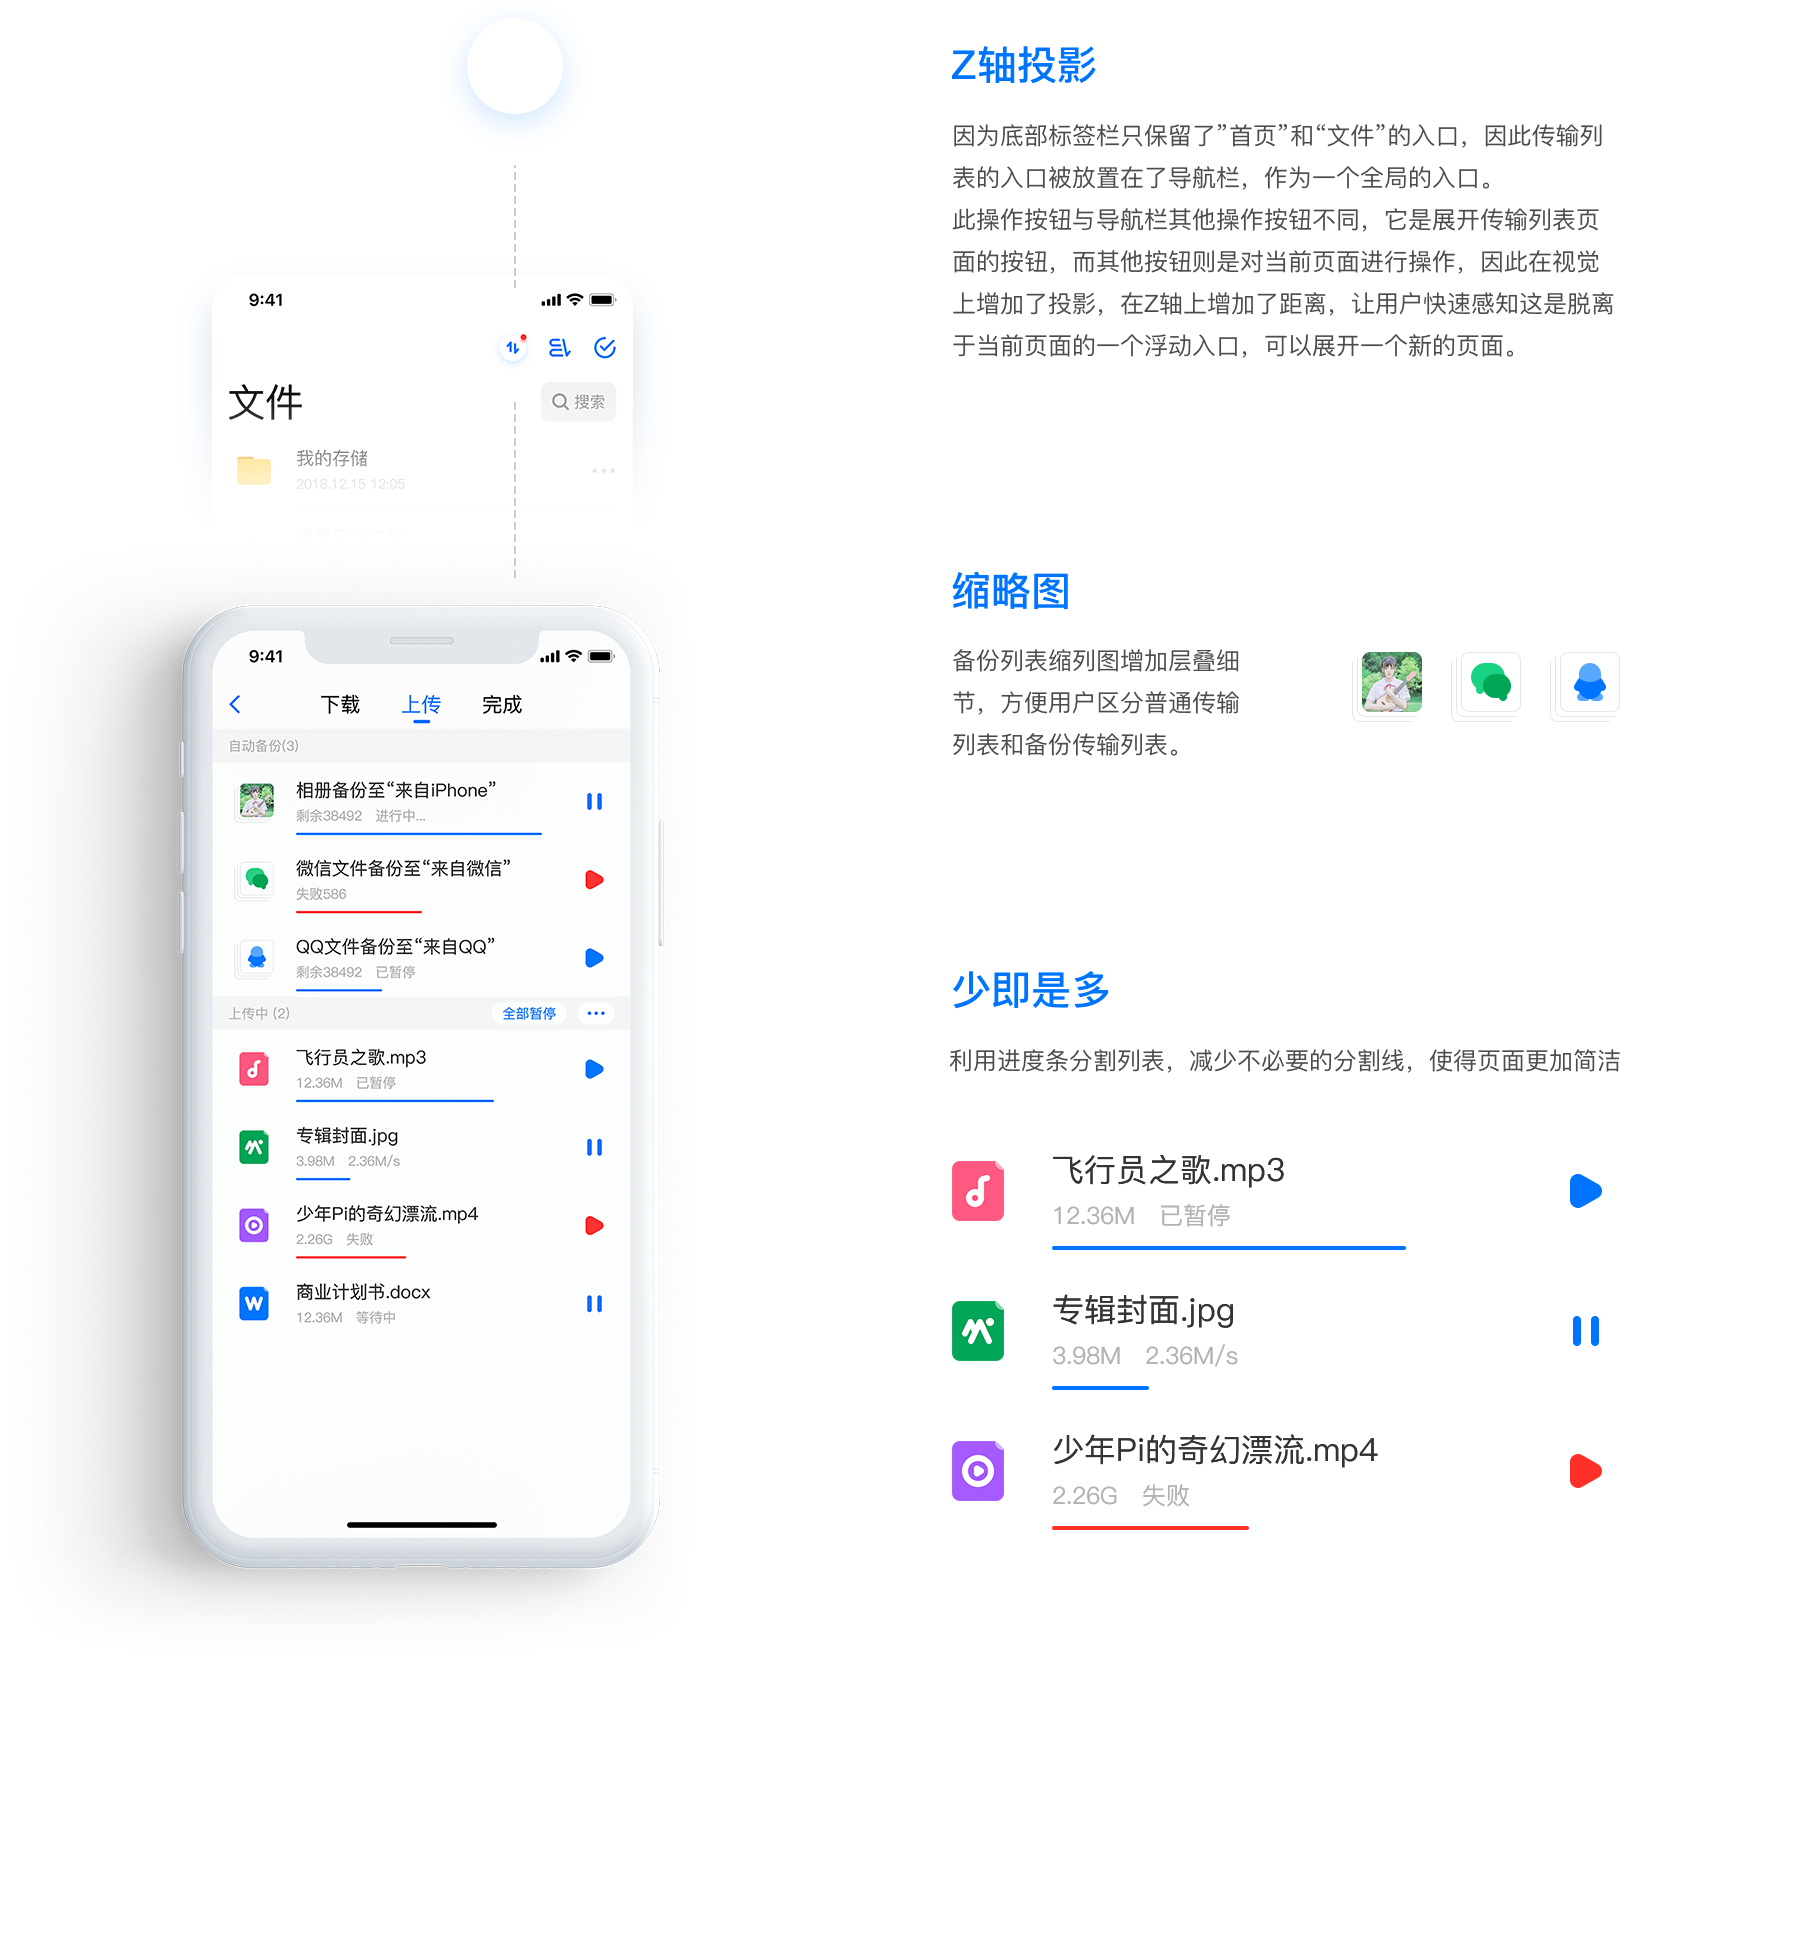 Z轴投影
因为底部标签栏只保留了”首页”和“文件”的入口，因此传输列
表的入口被放置在了导航栏，作为一个全局的入口。
此操作按钮与导航栏其他操作按钮不同，它是展开传输列表页
面的按钮，而其他按钮则是对当前页面进行操作，因此在视觉
上增加了投影，在Z轴上增加了距离，让用户快速感知这是脱离
于当前页面的一个浮动入口，可以展开一个新的页面。
9:41
文件
搜索
我的存储
2018.12.15 12:05
缩略图
备份列表缩列图增加层叠细
节，方便用户区分普通传输
列表和备份传输列表。
9:41
下载 上传 完成
自动备份(3)
相册备份至“来自iPhone”
剩余38492 进行中...
微信文件备份至“来自微信”
失败586
QQ文件备份至“来自QQ”
剩余38492 已暂停
上传中 (2) 全部暂停
飞行员之歌.mp3
12.36M 已暂停
专辑封面.jpg
3.98M 2.36M/s
少年Pi的奇幻漂流.mp4
2.26G 失败
W
商业计划书.docx
12.36M 等待中
少即是多
利用进度条分割列表，减少不必要的分割线，使得页面更加简洁
飞行员之歌.mp3
12.36M 已暂停
专辑封面.jpg
3.98M 2.36M/s
少年Pi的奇幻漂流.mp4
2.26G 失败